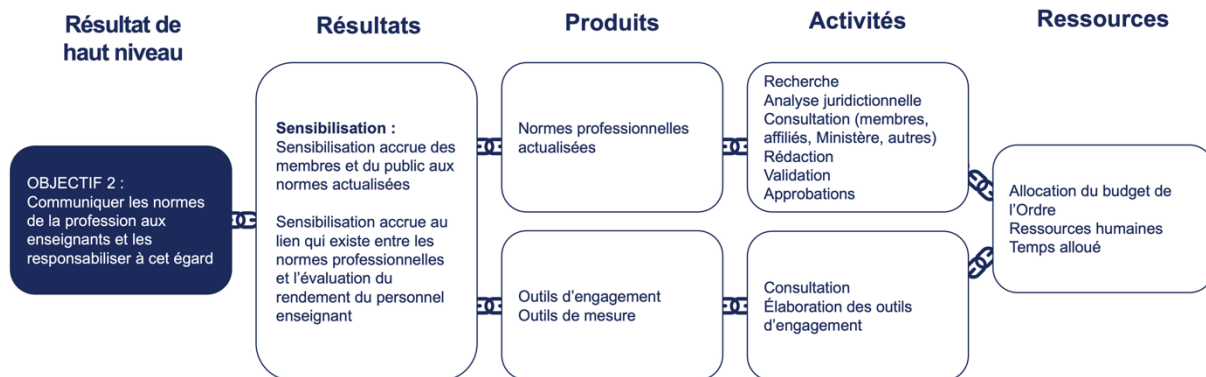 Résultat de
haut niveau
Résultats
Produits
Activités
Ressources
OBJECTIF 2 :
Communiquer les normes
de la profession aux
enseignants et les
responsabiliser à cet égard
Sensibilisation :
Sensibilisation accrue des
membres et du public aux
normes actualisées
Sensibilisation accrue au
lien qui existe entre les
normes professionnelles
et l'évaluation du
rendement du personnel
enseignant
Normes professionnelles
actualisées
Outils d'engagement
Outils de mesure
Recherche
Analyse juridictionnelle
Consultation (membres,
affiliés, Ministère, autres)
Rédaction
Validation
Approbations
Consultation
Élaboration des outils
d'engagement
Allocation du budget de
l'Ordre
Ressources humaines
Temps alloué